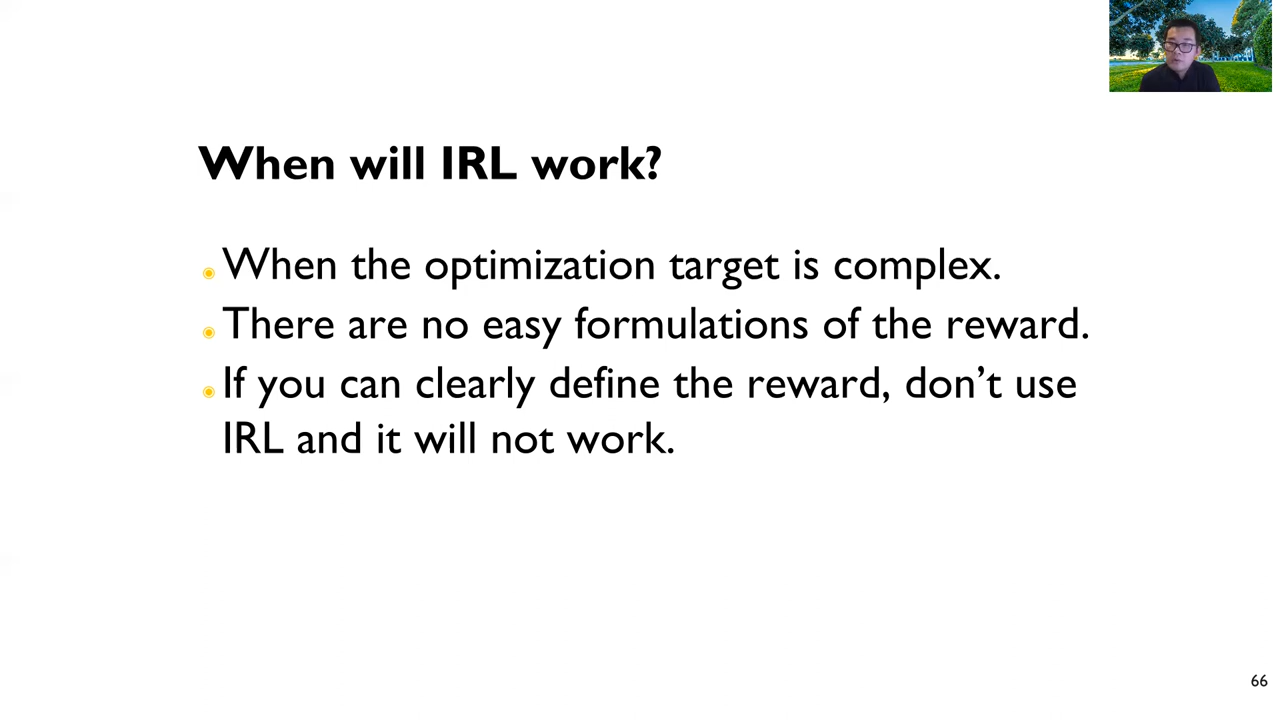 When will IRL work?
When the optimization target is complex.
There are no easy formulations of the reward.
If you can clearly define the reward, don’t use
IRL and it will not work.
66